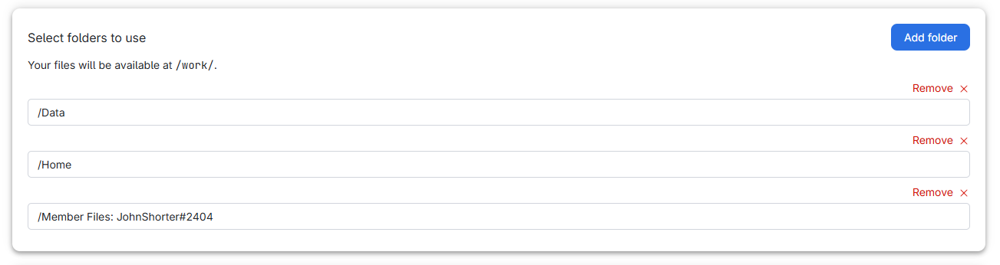 Select folders to use
Add folder
Your files will be available at /work/.
Remove ×
/Data
Remove ×
/Home
Remove ×
/Member Files: JohnShorter#2404